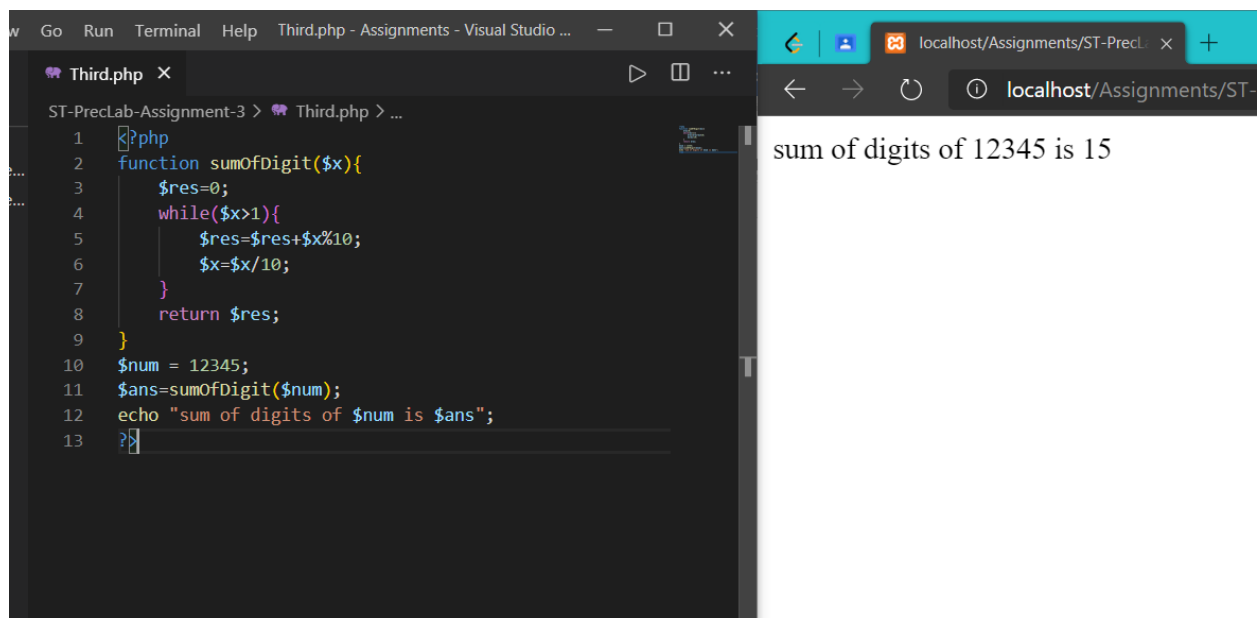 w Go Run Terminal Help Third.php - Assignments - Visual Studio ...
Third.php
ST-PrecLab-Assignment-3 > Third.php > ...
1 <?php
2 function sumOfDigit($x){
3 $res=0;
4 while($x>1){
5 $res=$res+$x%10;
6 $x=$x/10;
7 }
8 return $res;
9 }
10 $num = 12345;
11 $ans=sumOfDigit($num);
12 echo "sum of digits of $num is $ans";
13 ?>
localhost/Assignments/ST-PrecL
localhost/Assignments/ST-
sum of digits of 12345 is 15